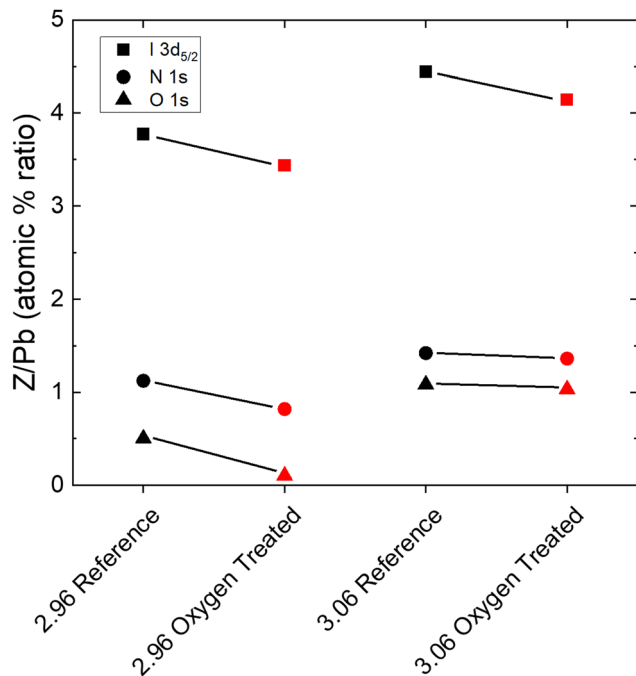 5
4
3
2
1
0
Z/Pb (atomic % ratio)
I 3d5/2
N 1s
O 1s
2.96 Reference
2.96 Oxygen Treated
3.06 Reference
3.06 Oxygen Treated